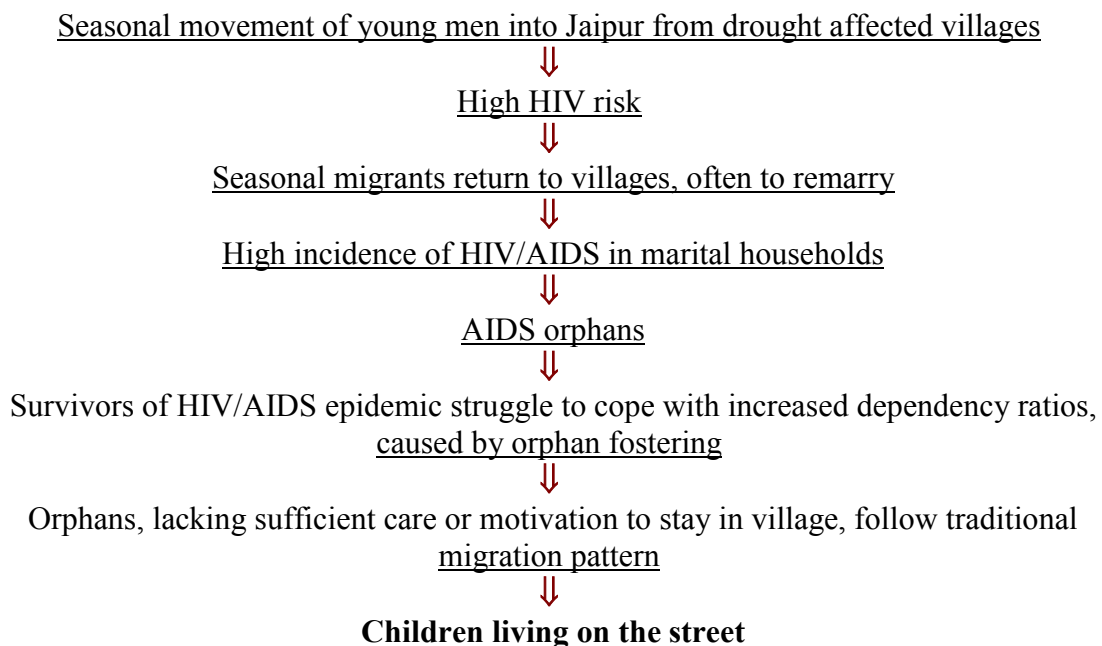 Seasonal movement of young men into Jaipur from drought affected villages
⇓
High HIV risk
⇓
Seasonal migrants return to villages, often to remarry
⇓
High incidence of HIV/AIDS in marital households
⇓
AIDS orphans
⇓
Survivors of HIV/AIDS epidemic struggle to cope with increased dependency ratios,
caused by orphan fostering
⇓
Orphans, lacking sufficient care or motivation to stay in village, follow traditional
migration pattern
⇓
Children living on the street